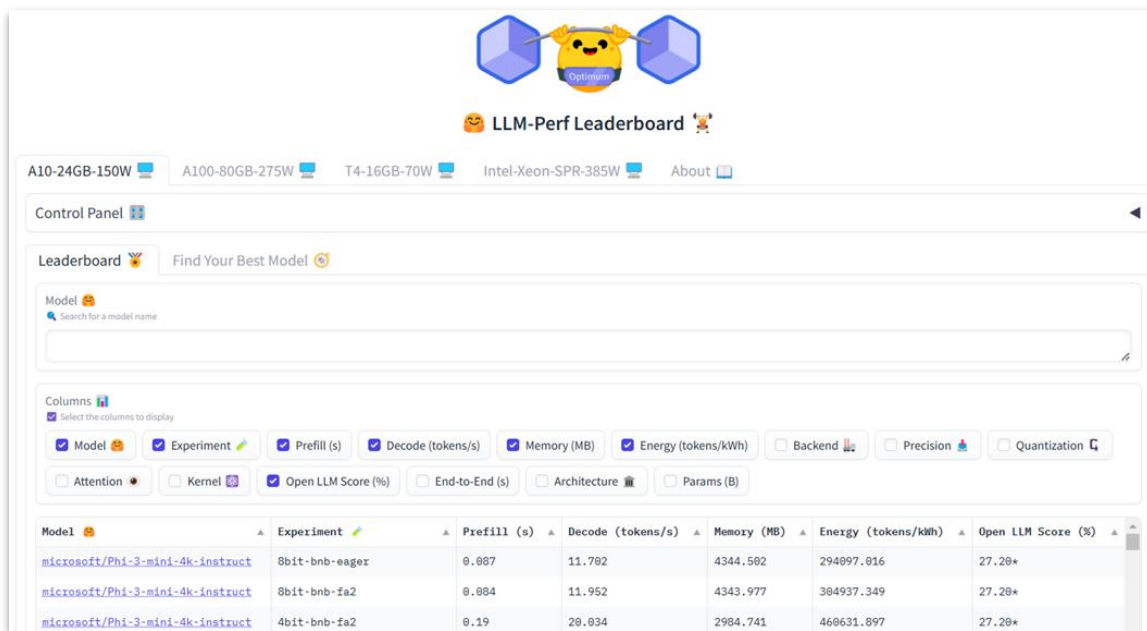 Optimum
🤗 LLM-Perf Leaderboard 🏋️
A10-24GB-150W 🖥️ A100-80GB-275W 🖥️ T4-16GB-70W 🖥️ Intel-Xeon-SPR-385W 🖥️ About 📖
Control Panel 🎛️
Leaderboard 🏅 Find Your Best Model 🧭
Model 🤗
🔍 Search for a model name
Columns 📊
☑️ Select the columns to display
Model 🤗 Experiment 🧪 Prefill (s) Decode (tokens/s) Memory (MB) Energy (tokens/kWh) Backend 🏭 Precision 📥 Quantization 🗜️
Attention 👁️ Kernel ⚛️ Open LLM Score (%) End-to-End (s) Architecture 🏛️ Params (B)
Model 🤗 Experiment 🧪 Prefill (s) Decode (tokens/s) Memory (MB) Energy (tokens/kWh) Open LLM Score (%)
microsoft/Phi-3-mini-4k-instruct 8bit-bnb-eager 0.087 11.702 4344.502 294097.016 27.20*
microsoft/Phi-3-mini-4k-instruct 8bit-bnb-fa2 0.084 11.952 4343.977 304937.349 27.20*
microsoft/Phi-3-mini-4k-instruct 4bit-bnb-fa2 0.19 20.034 2984.741 460631.897 27.20*